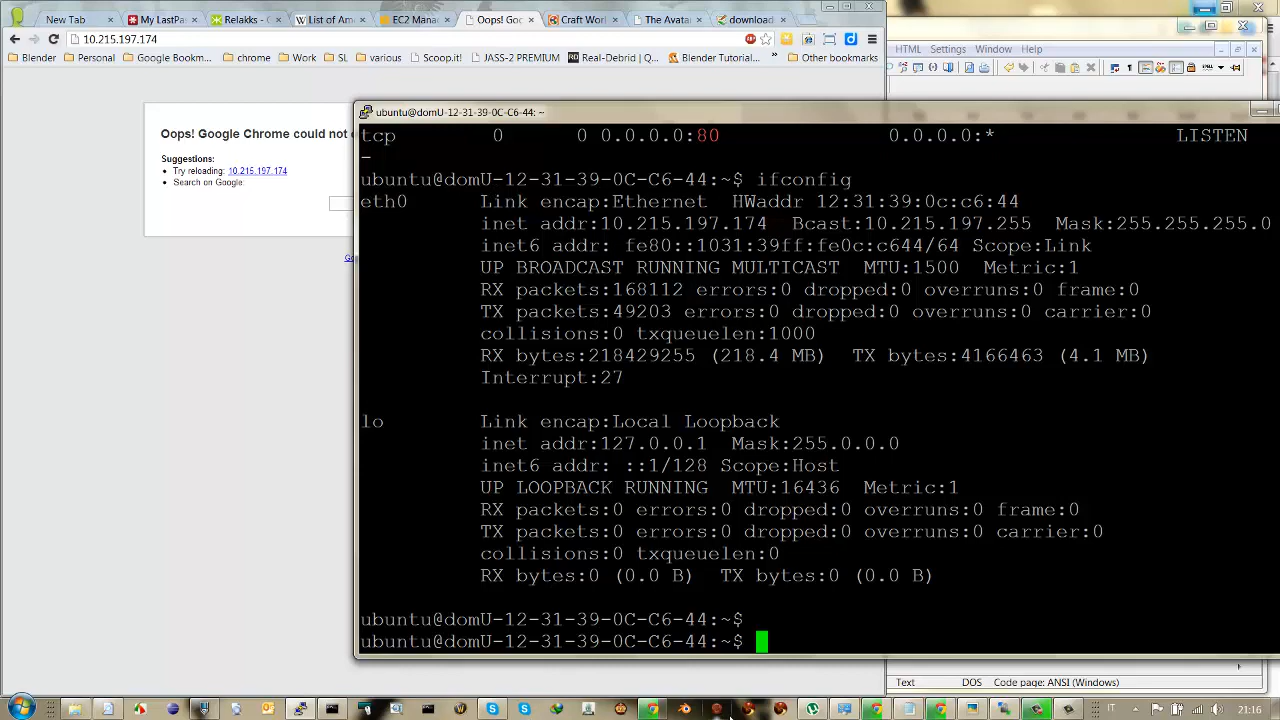 New Tab
My LastPa
Relakks -
List of Am
EC2 Mana
Oops! Goo
Craft Worl
The Avata
download
10.215.197.174
Blender
Personal
Google bookm...
chrome
Work
SL
various
Scoop.it!
JASS-2 PREMIUM
RD Real-Debrid | Q...
Blender Tutorial...
»
Other bookmarks
HTML Settings Window Help
Oops! Google Chrome could not
Suggestions:
Try reloading: 10.215.197.174
Search on Google:
ubuntu@domU-12-31-39-0C-C6-44: ~
tcp 0 0 0.0.0.0:80 0.0.0.0:* LISTEN
-
ubuntu@domU-12-31-39-0C-C6-44:~$ ifconfig
eth0 Link encap:Ethernet HWaddr 12:31:39:0c:c6:44
inet addr:10.215.197.174 Bcast:10.215.197.255 Mask:255.255.255.0
inet6 addr: fe80::1031:39ff:fe0c:c644/64 Scope:Link
UP BROADCAST RUNNING MULTICAST MTU:1500 Metric:1
RX packets:168112 errors:0 dropped:0 overruns:0 frame:0
TX packets:49203 errors:0 dropped:0 overruns:0 carrier:0
collisions:0 txqueuelen:1000
RX bytes:218429255 (218.4 MB) TX bytes:4166463 (4.1 MB)
Interrupt:27
lo Link encap:Local Loopback
inet addr:127.0.0.1 Mask:255.0.0.0
inet6 addr: ::1/128 Scope:Host
UP LOOPBACK RUNNING MTU:16436 Metric:1
RX packets:0 errors:0 dropped:0 overruns:0 frame:0
TX packets:0 errors:0 dropped:0 overruns:0 carrier:0
collisions:0 txqueuelen:0
RX bytes:0 (0.0 B) TX bytes:0 (0.0 B)
ubuntu@domU-12-31-39-0C-C6-44:~$
ubuntu@domU-12-31-39-0C-C6-44:~$
Text DOS Code page: ANSI (Windows)
IT 21:16